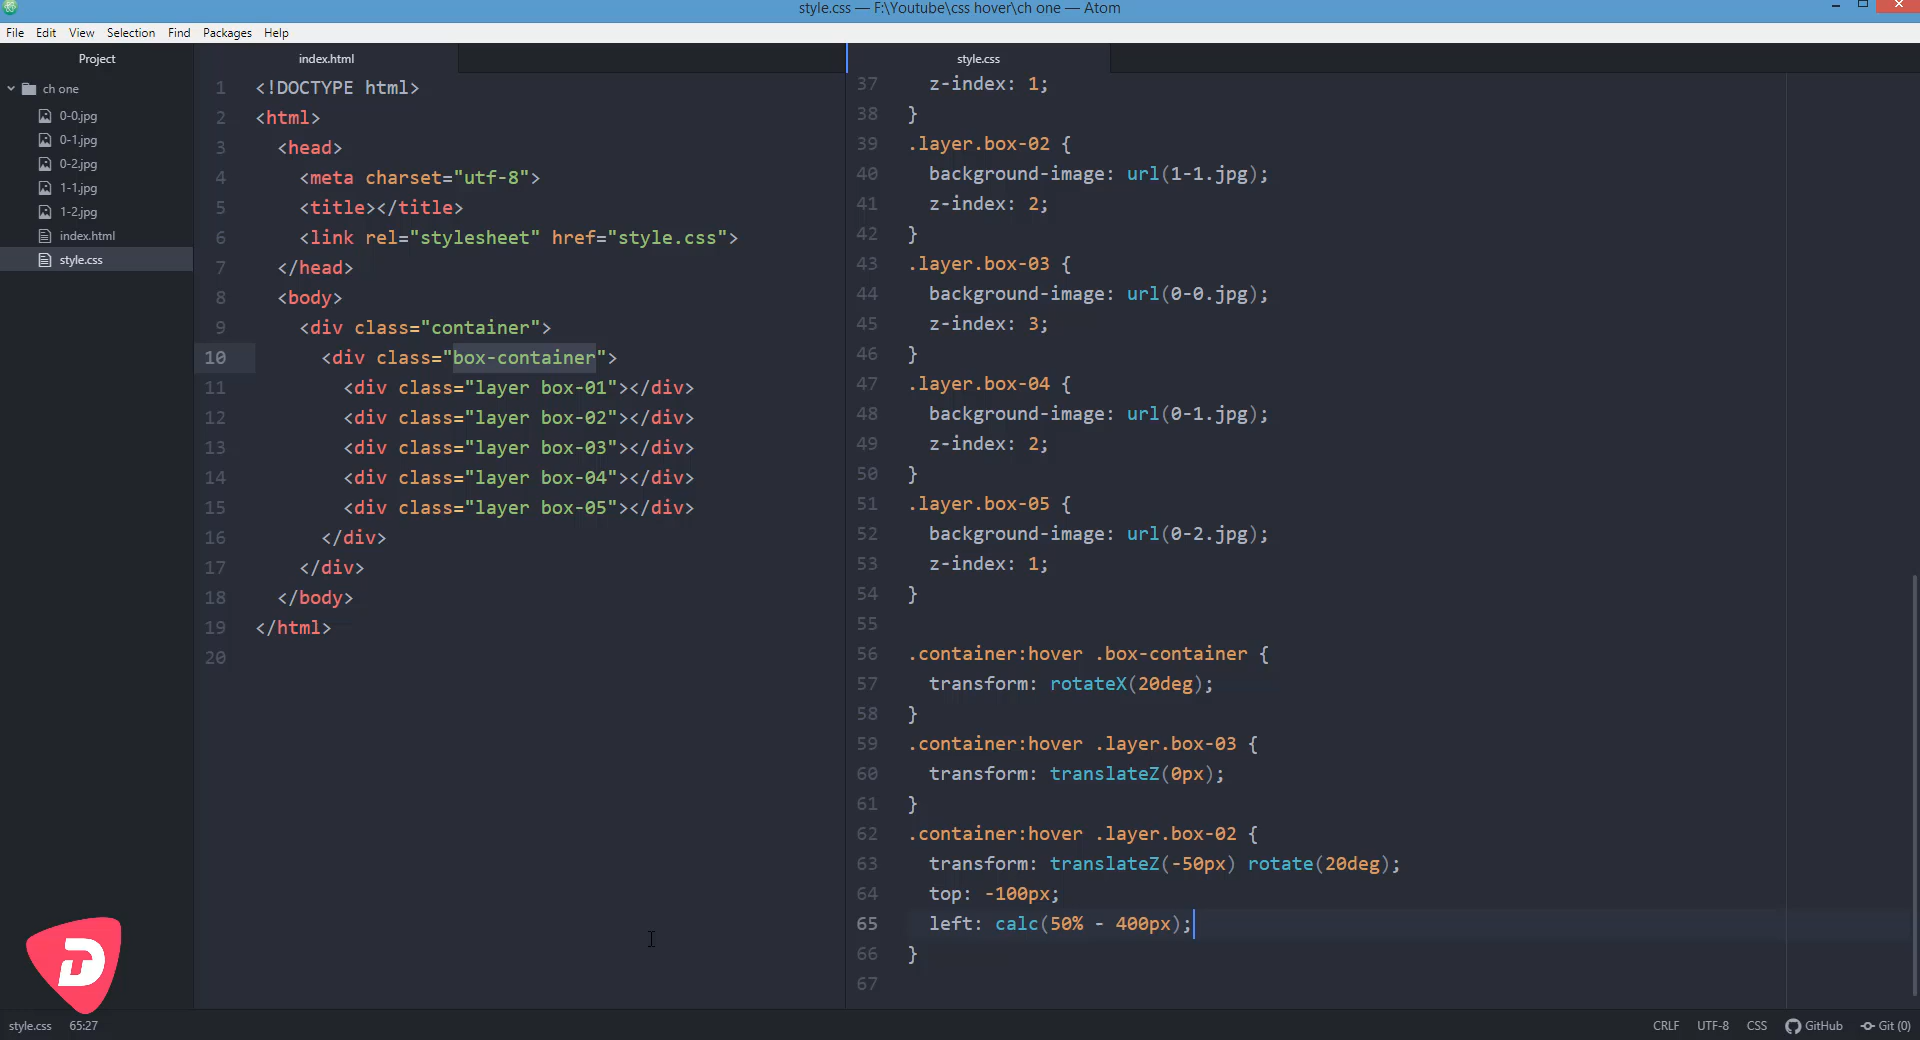 style.css — F:\Youtube\css hover\ch one — Atom
File Edit View Selection Find Packages Help
Project
ch one
0-0.jpg
0-1.jpg
0-2.jpg
1-1.jpg
1-2.jpg
index.html
style.css
index.html
1 <!DOCTYPE html>
2 <html>
3 <head>
4 <meta charset="utf-8">
5 <title></title>
6 <link rel="stylesheet" href="style.css">
7 </head>
8 <body>
9 <div class="container">
10 <div class="box-container">
11 <div class="layer box-01"></div>
12 <div class="layer box-02"></div>
13 <div class="layer box-03"></div>
14 <div class="layer box-04"></div>
15 <div class="layer box-05"></div>
16 </div>
17 </div>
18 </body>
19 </html>
20
style.css
37 z-index: 1;
38 }
39 .layer.box-02 {
40 background-image: url(1-1.jpg);
41 z-index: 2;
42 }
43 .layer.box-03 {
44 background-image: url(0-0.jpg);
45 z-index: 3;
46 }
47 .layer.box-04 {
48 background-image: url(0-1.jpg);
49 z-index: 2;
50 }
51 .layer.box-05 {
52 background-image: url(0-2.jpg);
53 z-index: 1;
54 }
55
56 .container:hover .box-container {
57 transform: rotateX(20deg);
58 }
59 .container:hover .layer.box-03 {
60 transform: translateZ(0px);
61 }
62 .container:hover .layer.box-02 {
63 transform: translateZ(-50px) rotate(20deg);
64 top: -100px;
65 left: calc(50% - 400px);
66 }
67
D
style.css 65:27
CRLF UTF-8 CSS GitHub Git (0)